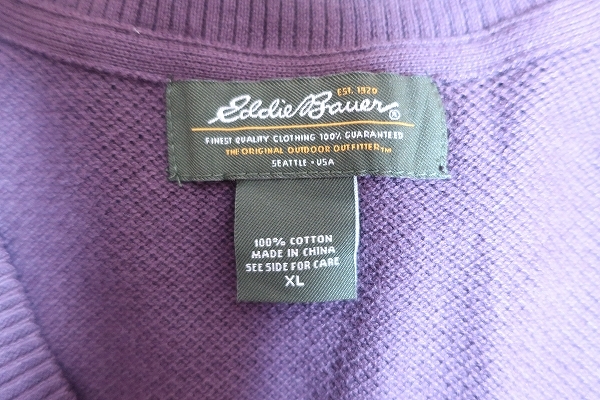 EST. 1920
Eddie Bauer®
FINEST QUALITY CLOTHING 100% GUARANTEED
THE ORIGINAL OUTDOOR OUTFITTER™
SEATTLE • USA
100% COTTON
MADE IN CHINA
SEE SIDE FOR CARE
XL